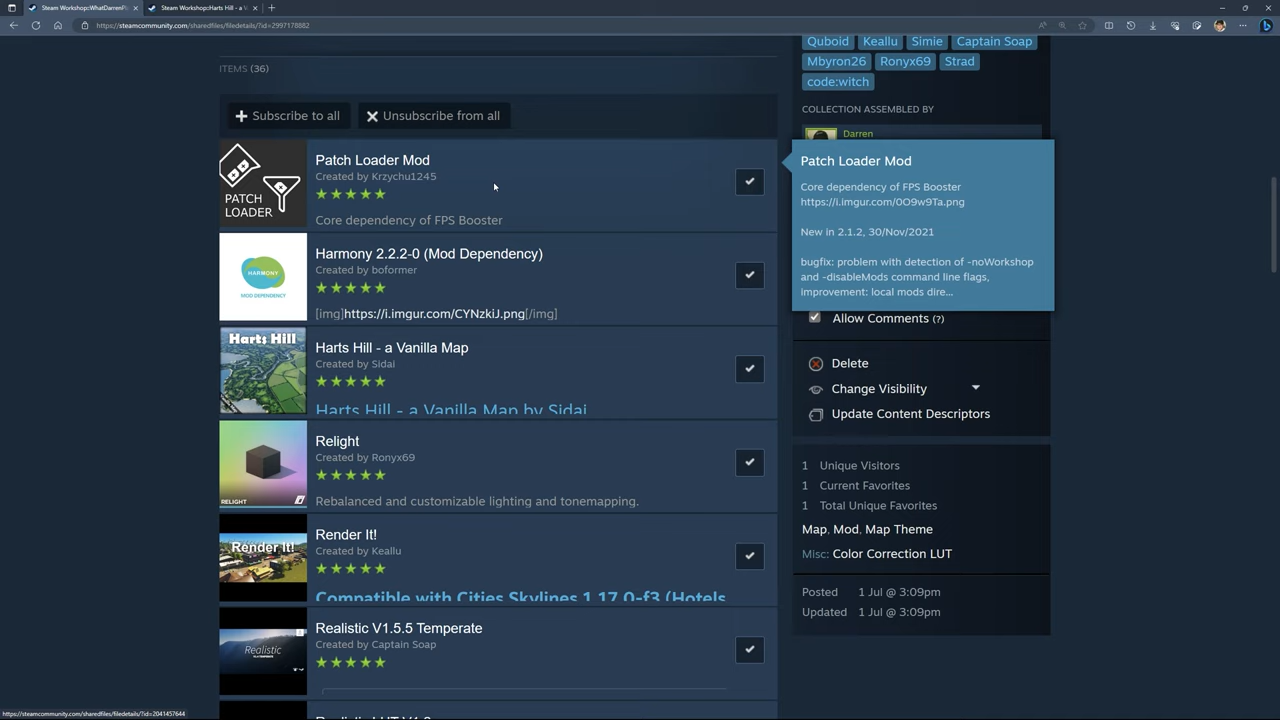 Steam Workshop::WhatDarrenPl
Steam Workshop::Harts Hill - a V
https://steamcommunity.com/sharedfiles/filedetails/?id=2997178882
Quboid Keallu Simie Captain Soap
Mbyron26 Ronyx69 Strad
code:witch
COLLECTION ASSEMBLED BY
Darren
ITEMS (36)
Subscribe to all
Unsubscribe from all
PATCH
LOADER
Patch Loader Mod
Created by Krzychu1245
Core dependency of FPS Booster
Patch Loader Mod
Core dependency of FPS Booster
https://i.imgur.com/0O9w9Ta.png
New in 2.1.2, 30/Nov/2021
bugfix: problem with detection of -noWorkshop
and -disableMods command line flags,
improvement: local mods dire...
HARMONY
MOD DEPENDENCY
Harmony 2.2.2-0 (Mod Dependency)
Created by boformer
[img]https://i.imgur.com/CYNzkiJ.png[/img]
Allow Comments (?)
Delete
Change Visibility
Update Content Descriptors
Harts Hill
Harts Hill - a Vanilla Map
Created by Sidai
Harts Hill - a Vanilla Map by Sidai
RELIGHT
Relight
Created by Ronyx69
Rebalanced and customizable lighting and tonemapping.
1 Unique Visitors
1 Current Favorites
1 Total Unique Favorites
Map, Mod, Map Theme
Misc: Color Correction LUT
Posted 1 Jul @ 3:09pm
Updated 1 Jul @ 3:09pm
Render It!
Render It!
Created by Keallu
Compatible with Cities Skylines 1.17.0-f3 (Hotels
Realistic
Realistic V1.5.5 Temperate
Created by Captain Soap
https://steamcommunity.com/sharedfiles/filedetails/?id=2041457644